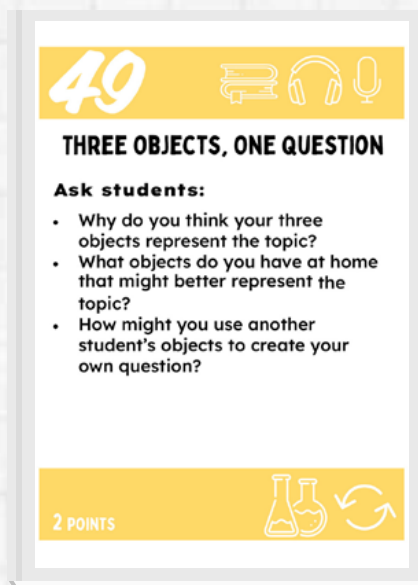 49
THREE OBJECTS, ONE QUESTION
Ask students:
• Why do you think your three
objects represent the topic?
• What objects do you have at home
that might better represent the
topic?
• How might you use another
student's objects to create your
own question?
2 POINTS